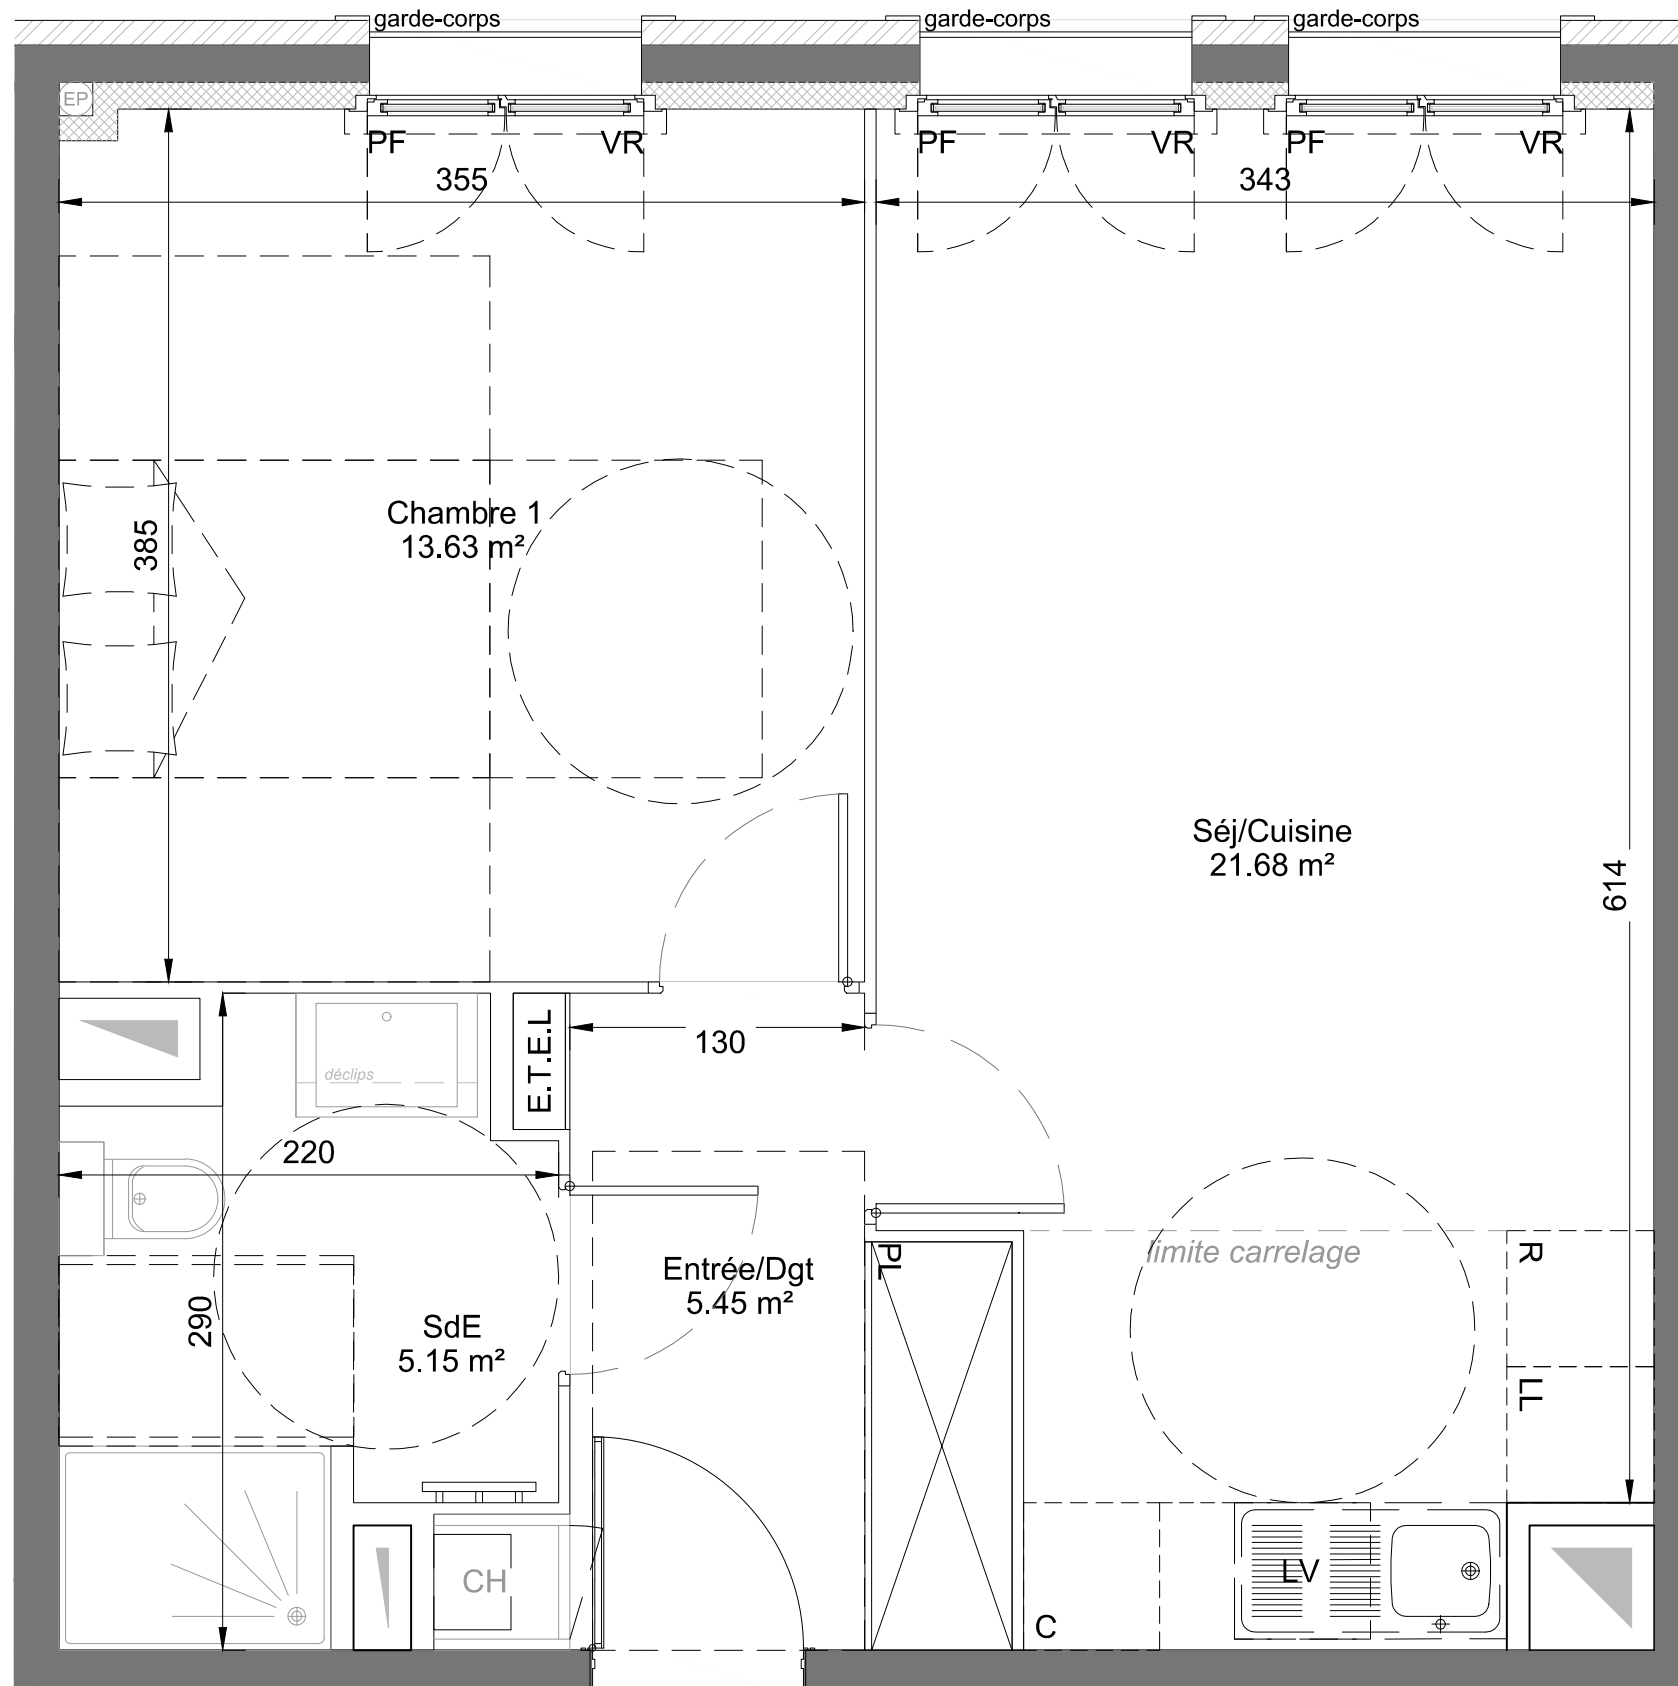 garde-corps
garde-corps
garde-corps
EP
PF
VR
PF
VR
PF
VR
355
343
Chambre 1
13.63 m²
385
Séj/Cuisine
21.68 m²
614
E.T.E.L
130
déclips
220
PL
limite carrelage
R
Entrée/Dgt
5.45 m²
290
SdE
5.15 m²
LL
CH
LV
C